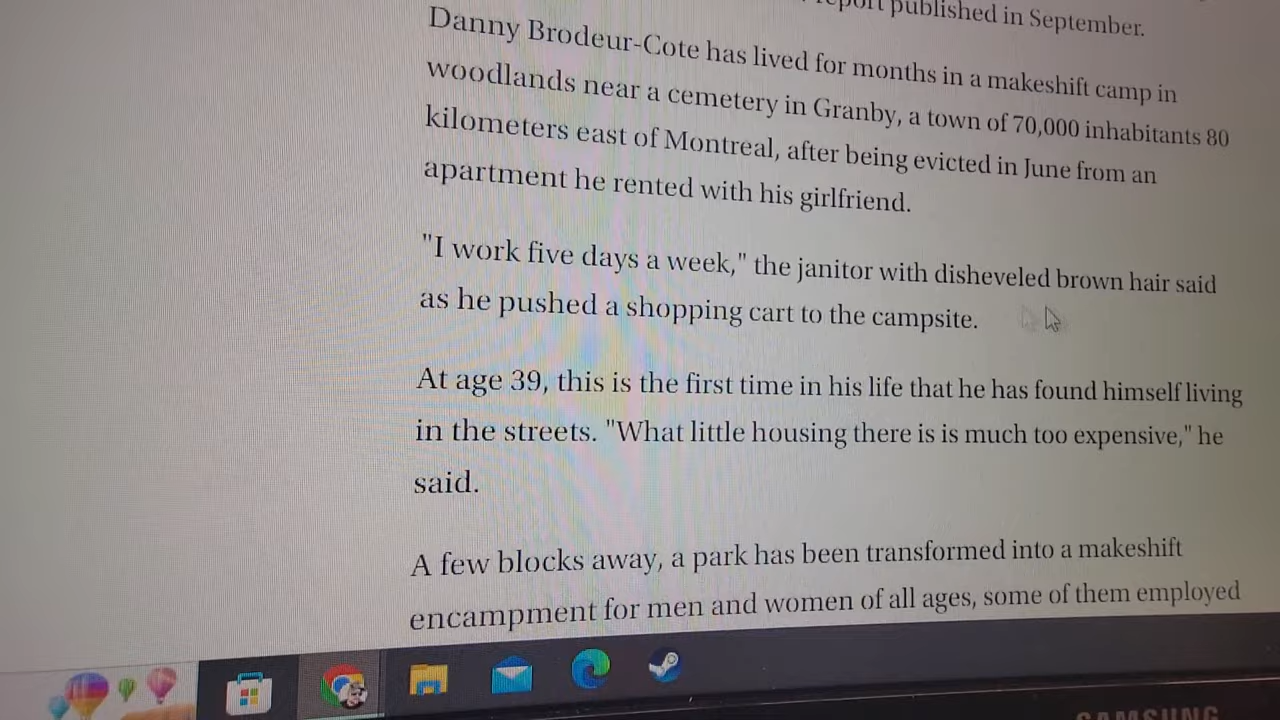 report published in September.
Danny Brodeur-Cote has lived for months in a makeshift camp in
woodlands near a cemetery in Granby, a town of 70,000 inhabitants 80
kilometers east of Montreal, after being evicted in June from an
apartment he rented with his girlfriend.
"I work five days a week," the janitor with disheveled brown hair said
as he pushed a shopping cart to the campsite.
At age 39, this is the first time in his life that he has found himself living
in the streets. "What little housing there is is much too expensive," he
said.
A few blocks away, a park has been transformed into a makeshift
encampment for men and women of all ages, some of them employed
SAMSUNG